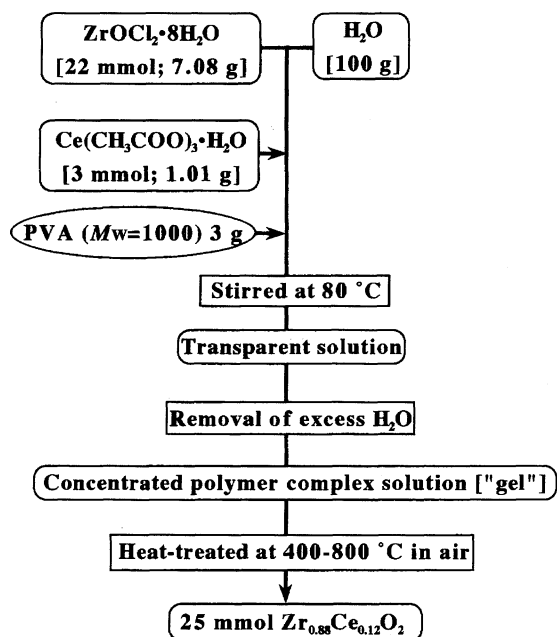 ZrOCl₂•8H₂O
[22 mmol; 7.08 g]
H₂O
[100 g]
Ce(CH₃COO)₃•H₂O
[3 mmol; 1.01 g]
PVA (Mw=1000) 3 g
Stirred at 80 ˚C
Transparent solution
Removal of excess H₂O
Concentrated polymer complex solution ["gel"]
Heat-treated at 400-800 ˚C in air
25 mmol Zr₀.₈₈Ce₀.₁₂O₂